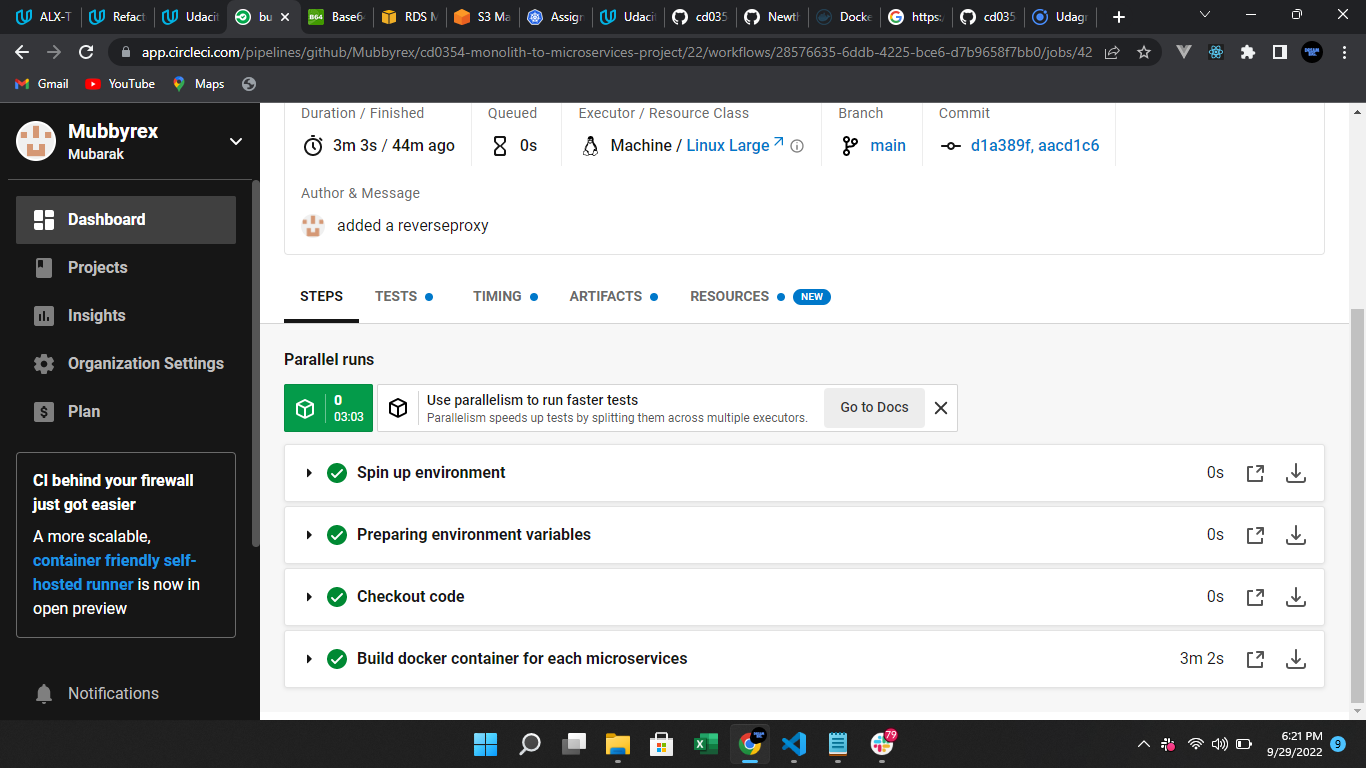 ALX-T
Refact
Udacit
bu
Base6
RDS M
S3 Ma
Assign
Udacit
cd035
Newth
Docke
https:/
cd035
Udagr
app.circleci.com/pipelines/github/Mubbyrex/cd0354-monolith-to-microservices-project/22/workflows/28576635-6ddb-4225-bce6-d7b9658f7bb0/jobs/42
Gmail
YouTube
Maps
Mubbyrex
Mubarak
Dashboard
Projects
Insights
Organization Settings
Plan
CI behind your firewall
just got easier
A more scalable,
container friendly self-
hosted runner is now in
open preview
Notifications
Duration / Finished
3m 3s / 44m ago
Queued
0s
Executor / Resource Class
Machine / Linux Large
Branch
main
Commit
d1a389f, aacd1c6
Author & Message
added a reverseproxy
STEPS
TESTS
TIMING
ARTIFACTS
RESOURCES
NEW
Parallel runs
0
03:03
Use parallelism to run faster tests
Parallelism speeds up tests by splitting them across multiple executors.
Go to Docs
Spin up environment
0s
Preparing environment variables
0s
Checkout code
0s
Build docker container for each microservices
3m 2s
79
6:21 PM
9/29/2022
9